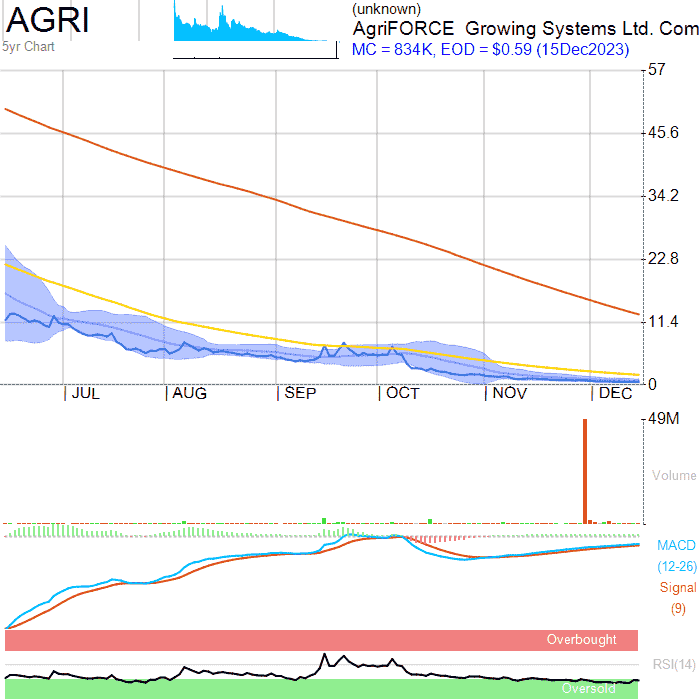 AGRI
5yr Chart
(unknown)
AgriFORCE Growing Systems Ltd. Com
MC = 834K, EOD = $0.59 (15Dec2023)
57
45.6
34.2
22.8
11.4
0
JUL
AUG
SEP
OCT
NOV
DEC
49M
Volume
MACD
(12-26)
Signal
(9)
Overbought
RSI(14)
Oversold